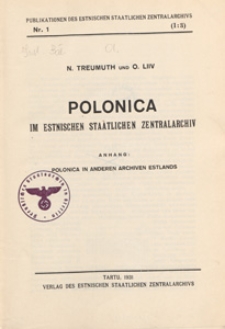 PUBLIKATIONEN DES ESTNISCHEN STAATLICHEN ZENTRALARCHIVS
Nr. 1
N. TREUMUTH UND O. LIIV
POLONICA
IM ESTNISCHEN STAATLICHEN ZENTRALARCHIV
ANHANG:
POLONICA IN ANDEREN ARCHIVEN ESTLANDS
TARTU,
VERLAG DES ESTNISCHEN STAATLICHEN ZENTRALARCHIVS